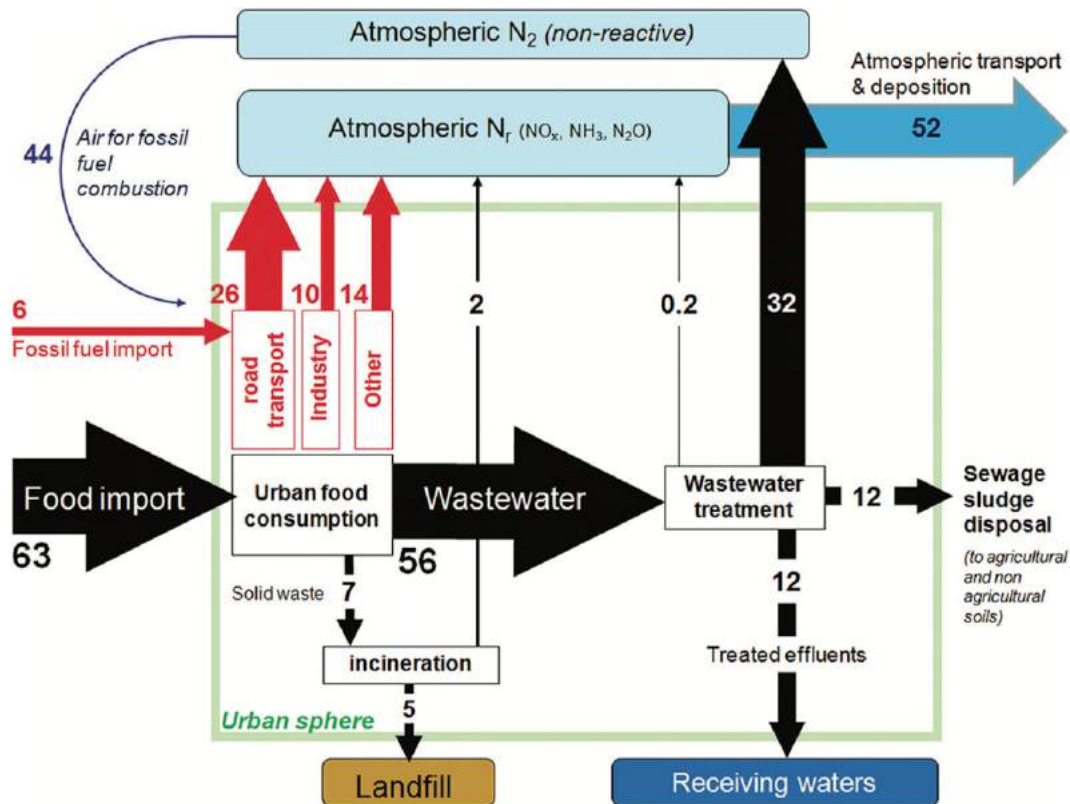 Atmospheric N₂ (non-reactive)
Atmospheric transport
& deposition
52
Atmospheric Nᵣ (NOₓ, NH₃, N₂O)
44
Air for fossil
fuel
combustion
6
Fossil fuel import
26
10
14
2
0.2
32
road
transport
Industry
Other
Food import
63
Urban food
consumption
Wastewater
56
Wastewater
treatment
12
Sewage
sludge
disposal
(to agricultural
and non
agricultural
soils)
Solid waste
7
12
incineration
Treated effluents
5
Urban sphere
Landfill
Receiving waters